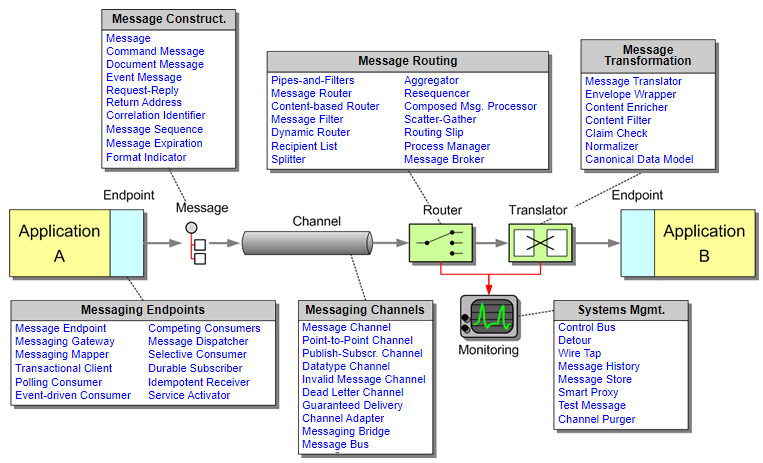 Message Construct.
Message
Command Message
Document Message
Event Message
Request-Reply
Return Address
Correlation Identifier
Message Sequence
Message Expiration
Format Indicator
Message Routing
Pipes-and-Filters
Message Router
Content-based Router
Message Filter
Dynamic Router
Recipient List
Splitter
Aggregator
Resequencer
Composed Msg. Processor
Scatter-Gather
Routing Slip
Process Manager
Message Broker
Message
Transformation
Message Translator
Envelope Wrapper
Content Enricher
Content Filter
Claim Check
Normalizer
Canonical Data Model
Endpoint
Application
A
Message
Channel
Router
Translator
Endpoint
Application
B
Messaging Endpoints
Message Endpoint
Messaging Gateway
Messaging Mapper
Transactional Client
Polling Consumer
Event-driven Consumer
Competing Consumers
Message Dispatcher
Selective Consumer
Durable Subscriber
Idempotent Receiver
Service Activator
Messaging Channels
Message Channel
Point-to-Point Channel
Publish-Subscr. Channel
Datatype Channel
Invalid Message Channel
Dead Letter Channel
Guaranteed Delivery
Channel Adapter
Messaging Bridge
Message Bus
Monitoring
Systems Mgmt.
Control Bus
Detour
Wire Tap
Message History
Message Store
Smart Proxy
Test Message
Channel Purger